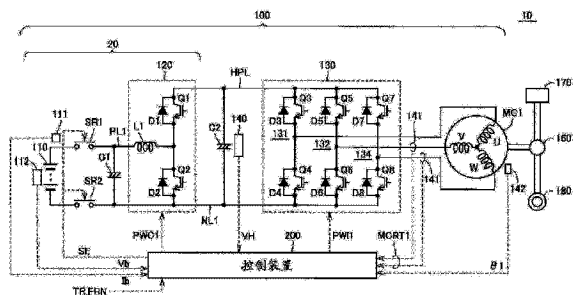 100
10
20
120
130
HPL
170
111
SR1
PL1
L1
Q1
D1
C2
140
Q3
Q5
Q7
D3
D5
D7
131
132
134
141
MG1
V
U
W
160
110
112
C1
SR2
Q2
D2
NL1
Q4
Q6
Q8
D4
D6
D8
141
142
180
PWC1
VH
200
PWI1
MCRT1
SE
Vb
Ib
控制装置
θ1
TR,EGN